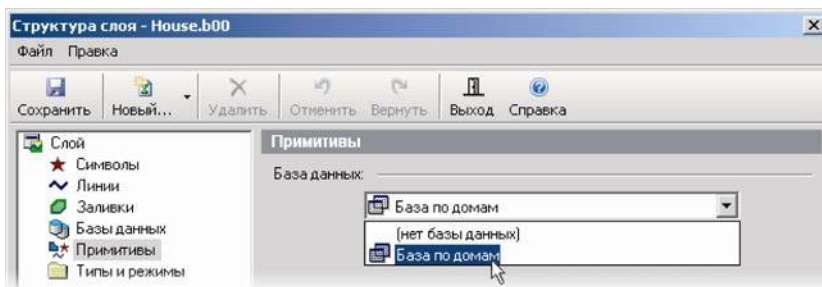 Структура слоя - House.b00
Файл Правка
Сохранить Новый... Удалить Отменить Вернуть Выход Справка
Слой
Символы
Линии
Заливки
Базы данных
Примитивы
Типы и режимы
Примитивы
База данных:
База по домам
(нет базы данных)
База по домам